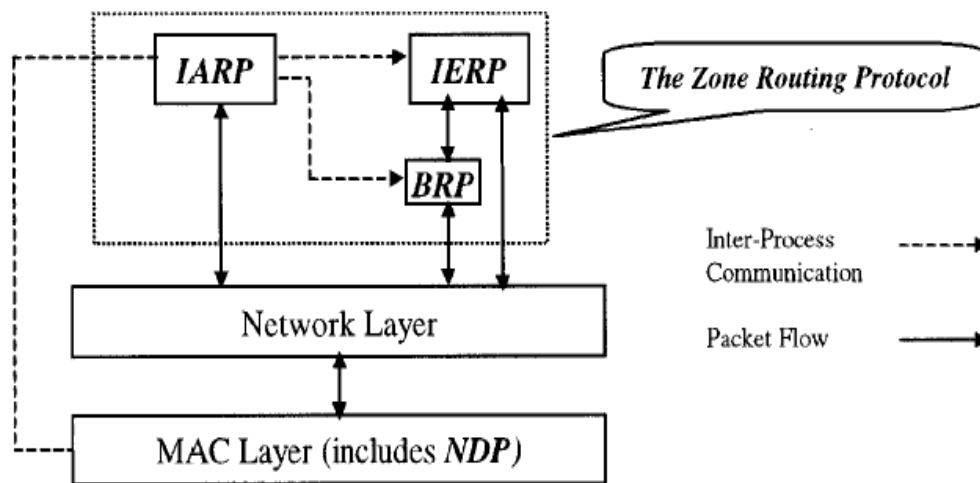 IARP
IERP
The Zone Routing Protocol
BRP
Inter-Process
Communication
Network Layer
Packet Flow
MAC Layer (includes NDP)